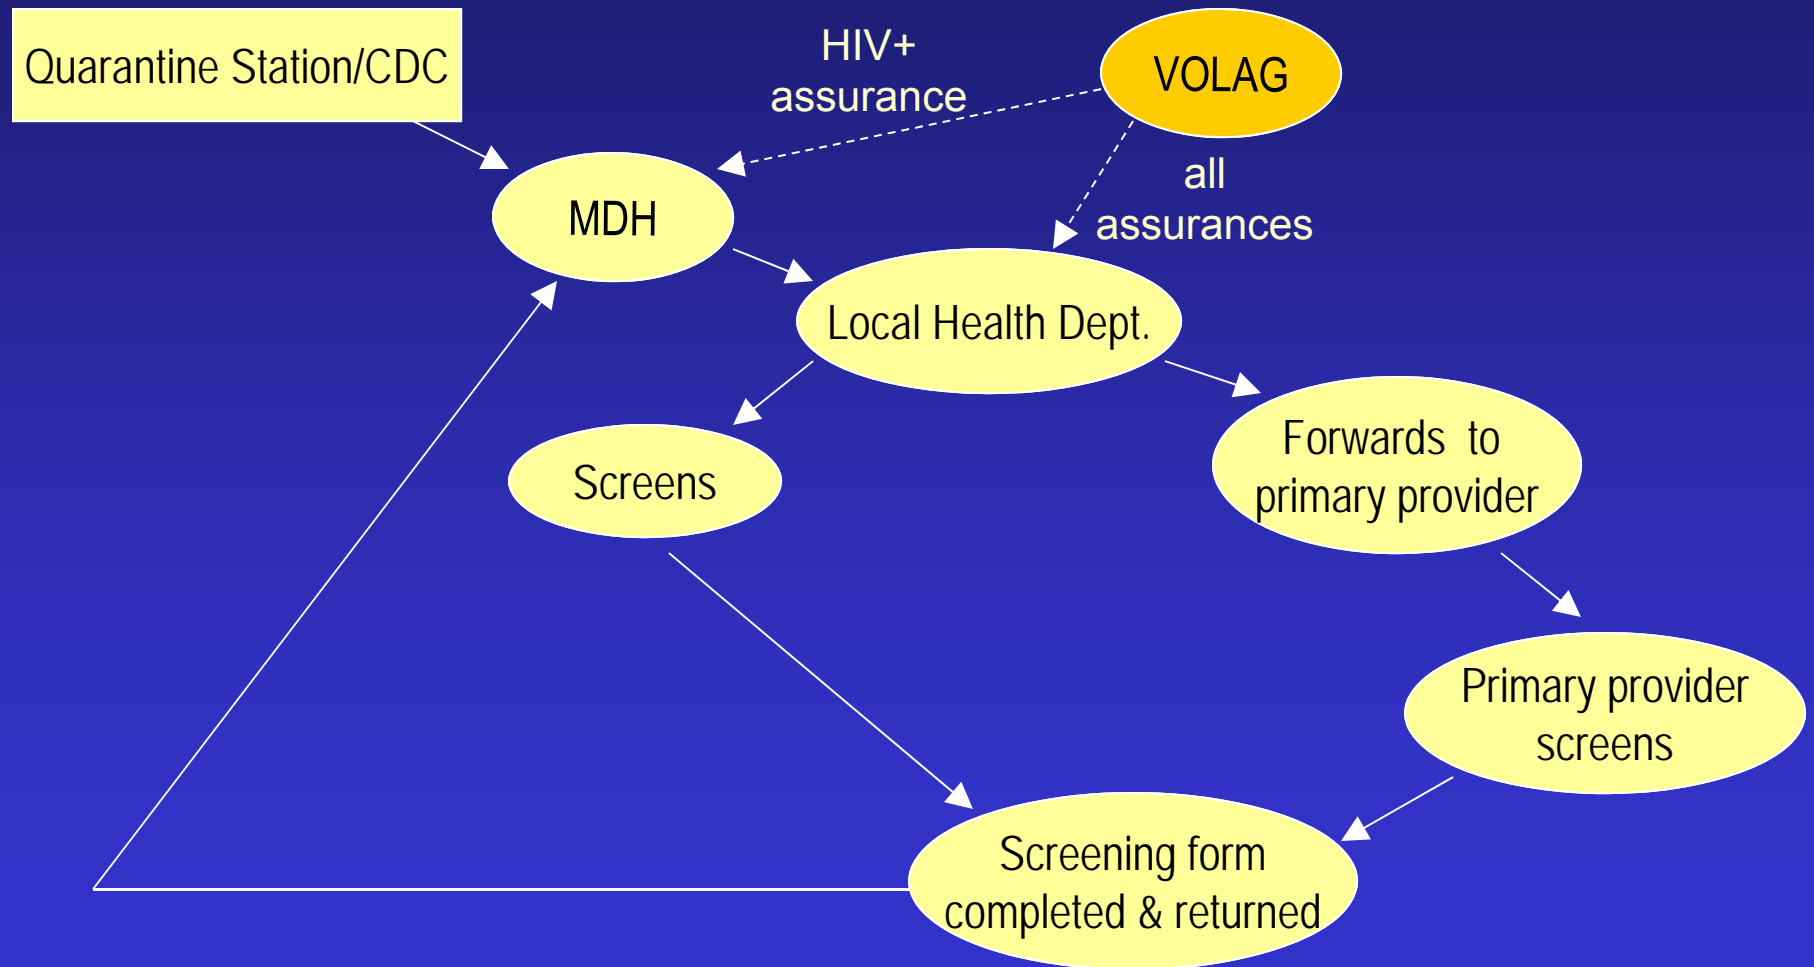 Quarantine Station/CDC
HIV+
assurance
VOLAG
all
assurances
MDH
Local Health Dept.
Screens
Forwards to
primary provider
Primary provider
screens
Screening form
completed & returned